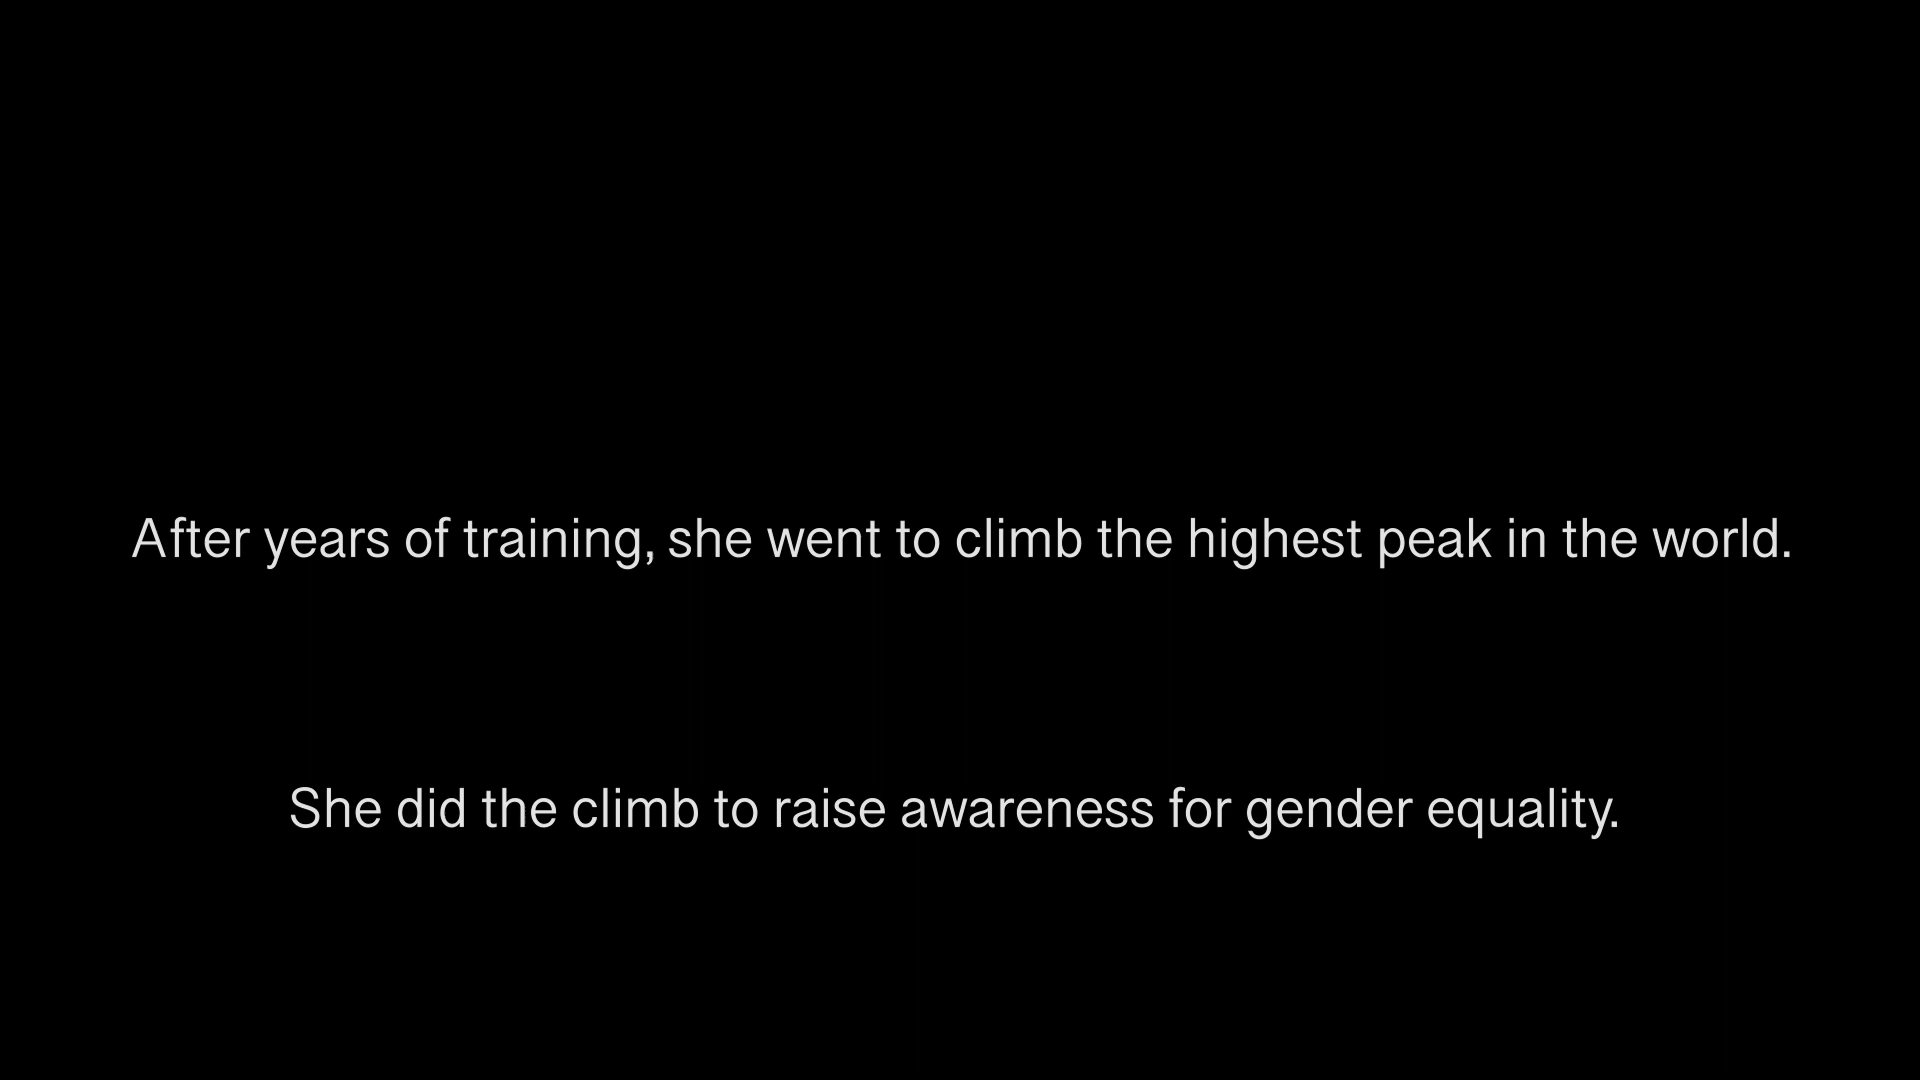 After years of training, she went to climb the highest peak in the world.
She did the climb to raise awareness for gender equality.